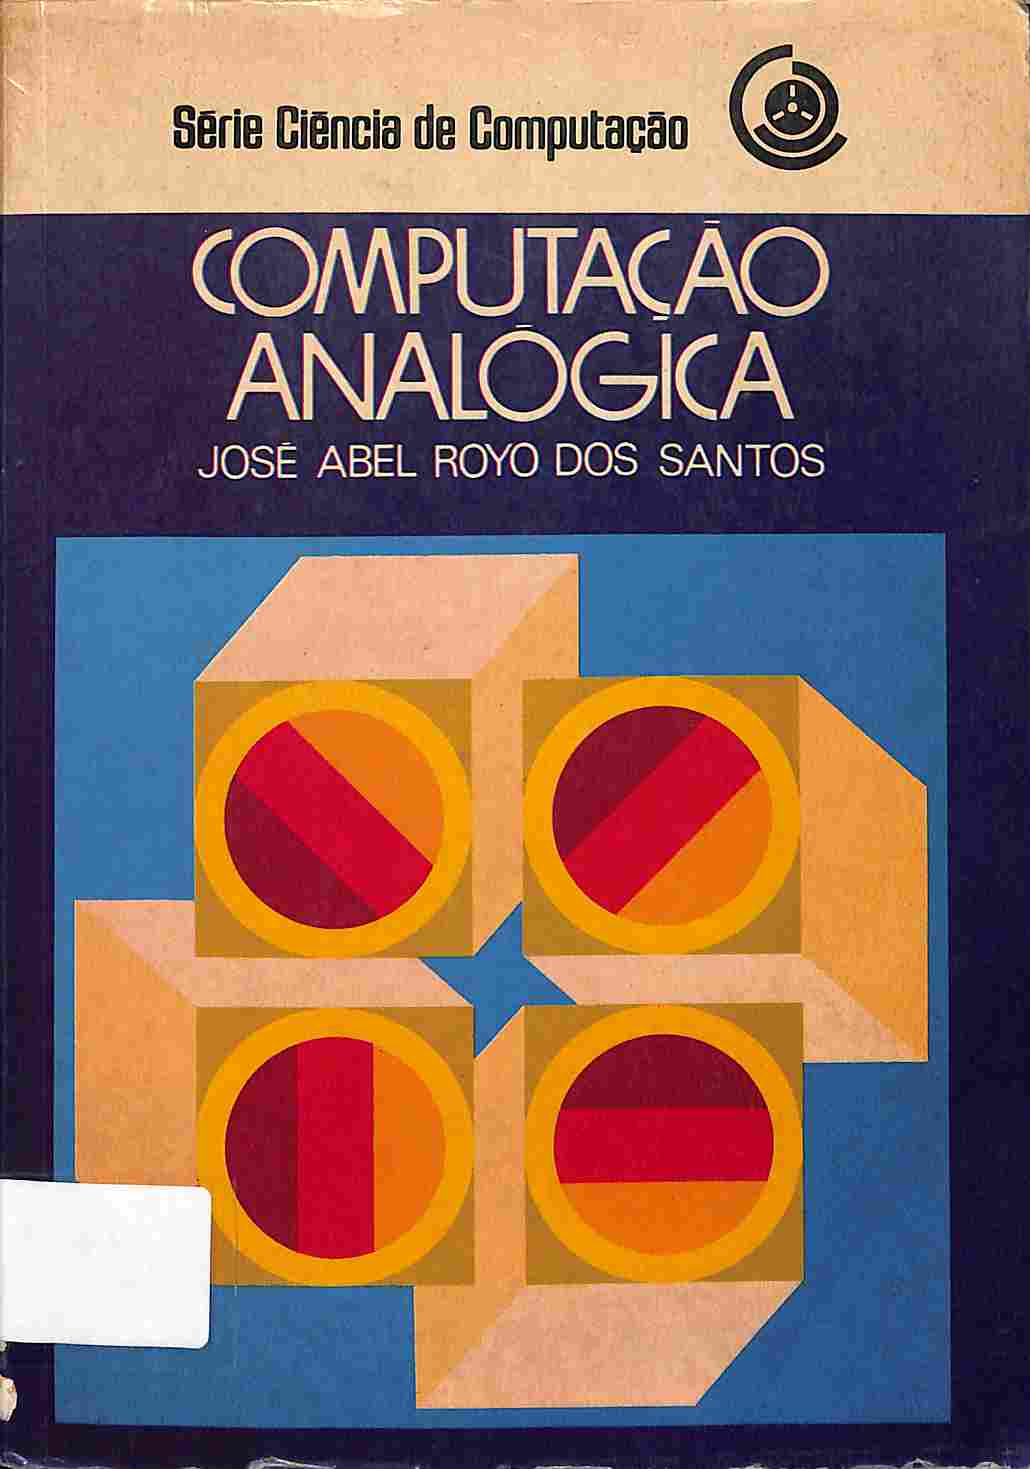 Série Ciência de Computação
COMPUTAÇÃO
ANALÓGICA
JOSÉ ABEL ROYO DOS SANTOS